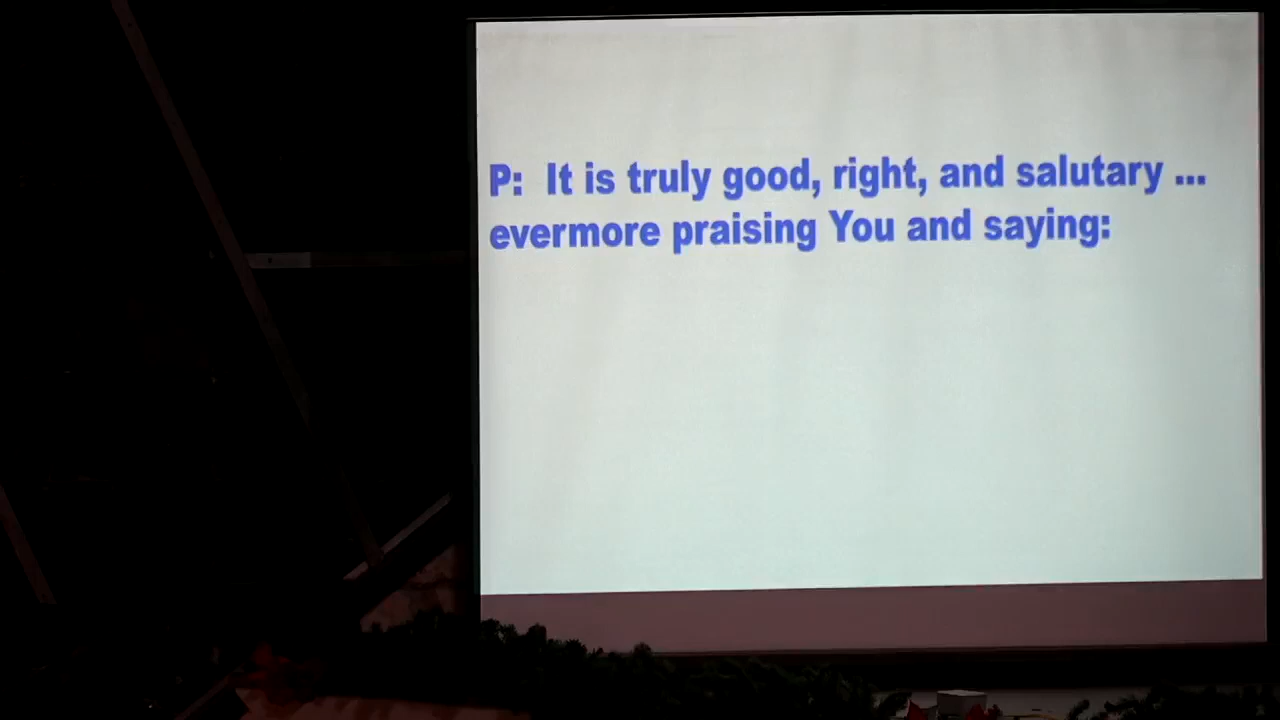 P: It is truly good, right, and salutary ...
evermore praising You and saying: